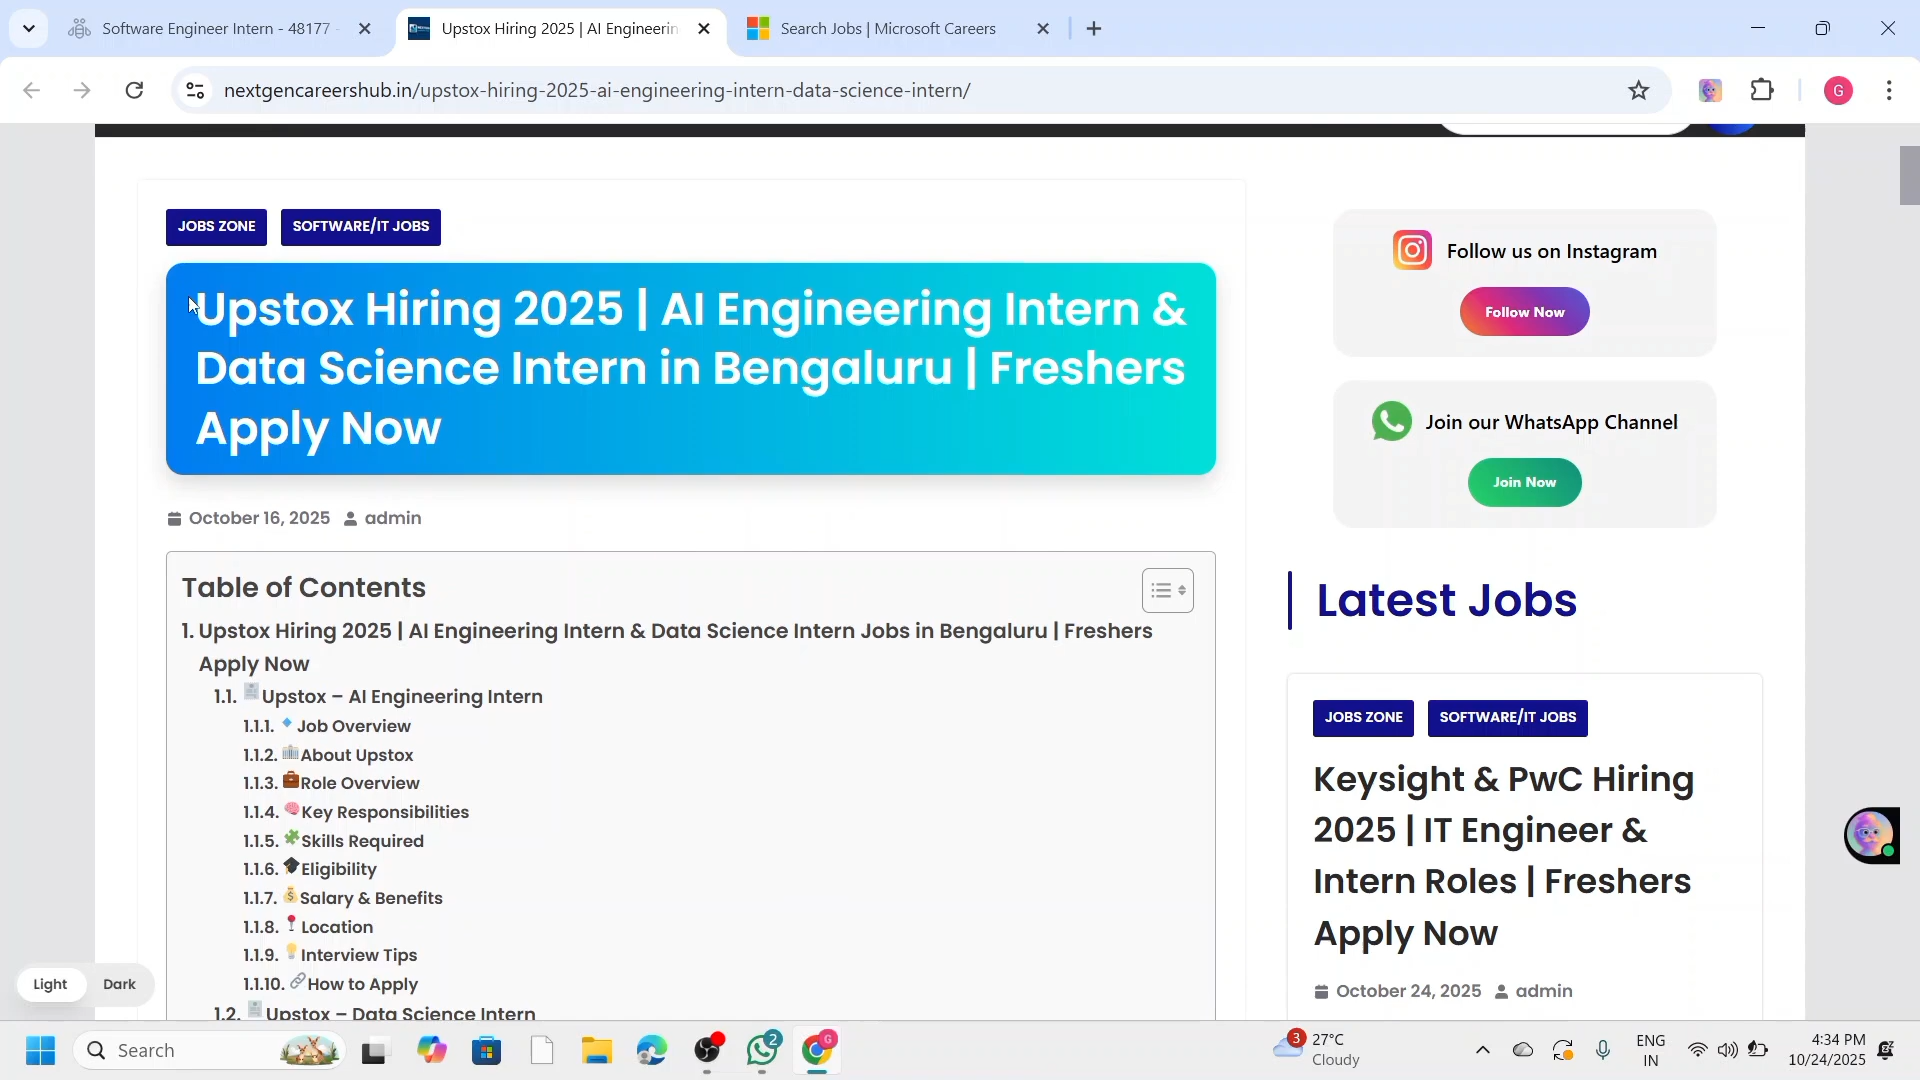 Software Engineer Intern - 48177 -
Upstox Hiring 2025 | AI Engineerin
Search Jobs | Microsoft Careers
nextgencareershub.in/upstox-hiring-2025-ai-engineering-intern-data-science-intern/
G
JOBS ZONE
SOFTWARE/IT JOBS
Upstox Hiring 2025 | AI Engineering Intern &
Data Science Intern in Bengaluru | Freshers
Apply Now
October 16, 2025 admin
Table of Contents
1. Upstox Hiring 2025 | AI Engineering Intern & Data Science Intern Jobs in Bengaluru | Freshers
Apply Now
1.1. Upstox – AI Engineering Intern
1.1.1. Job Overview
1.1.2. About Upstox
1.1.3. Role Overview
1.1.4. Key Responsibilities
1.1.5. Skills Required
1.1.6. Eligibility
1.1.7. Salary & Benefits
1.1.8. Location
1.1.9. Interview Tips
1.1.10. How to Apply
1.2. Upstox – Data Science Intern
Follow us on Instagram
Follow Now
Join our WhatsApp Channel
Join Now
Latest Jobs
JOBS ZONE
SOFTWARE/IT JOBS
Keysight & PwC Hiring
2025 | IT Engineer &
Intern Roles | Freshers
Apply Now
October 24, 2025 admin
Light
Dark
Search
2
G
3
27°C
Cloudy
ENG
IN
4:34 PM
10/24/2025